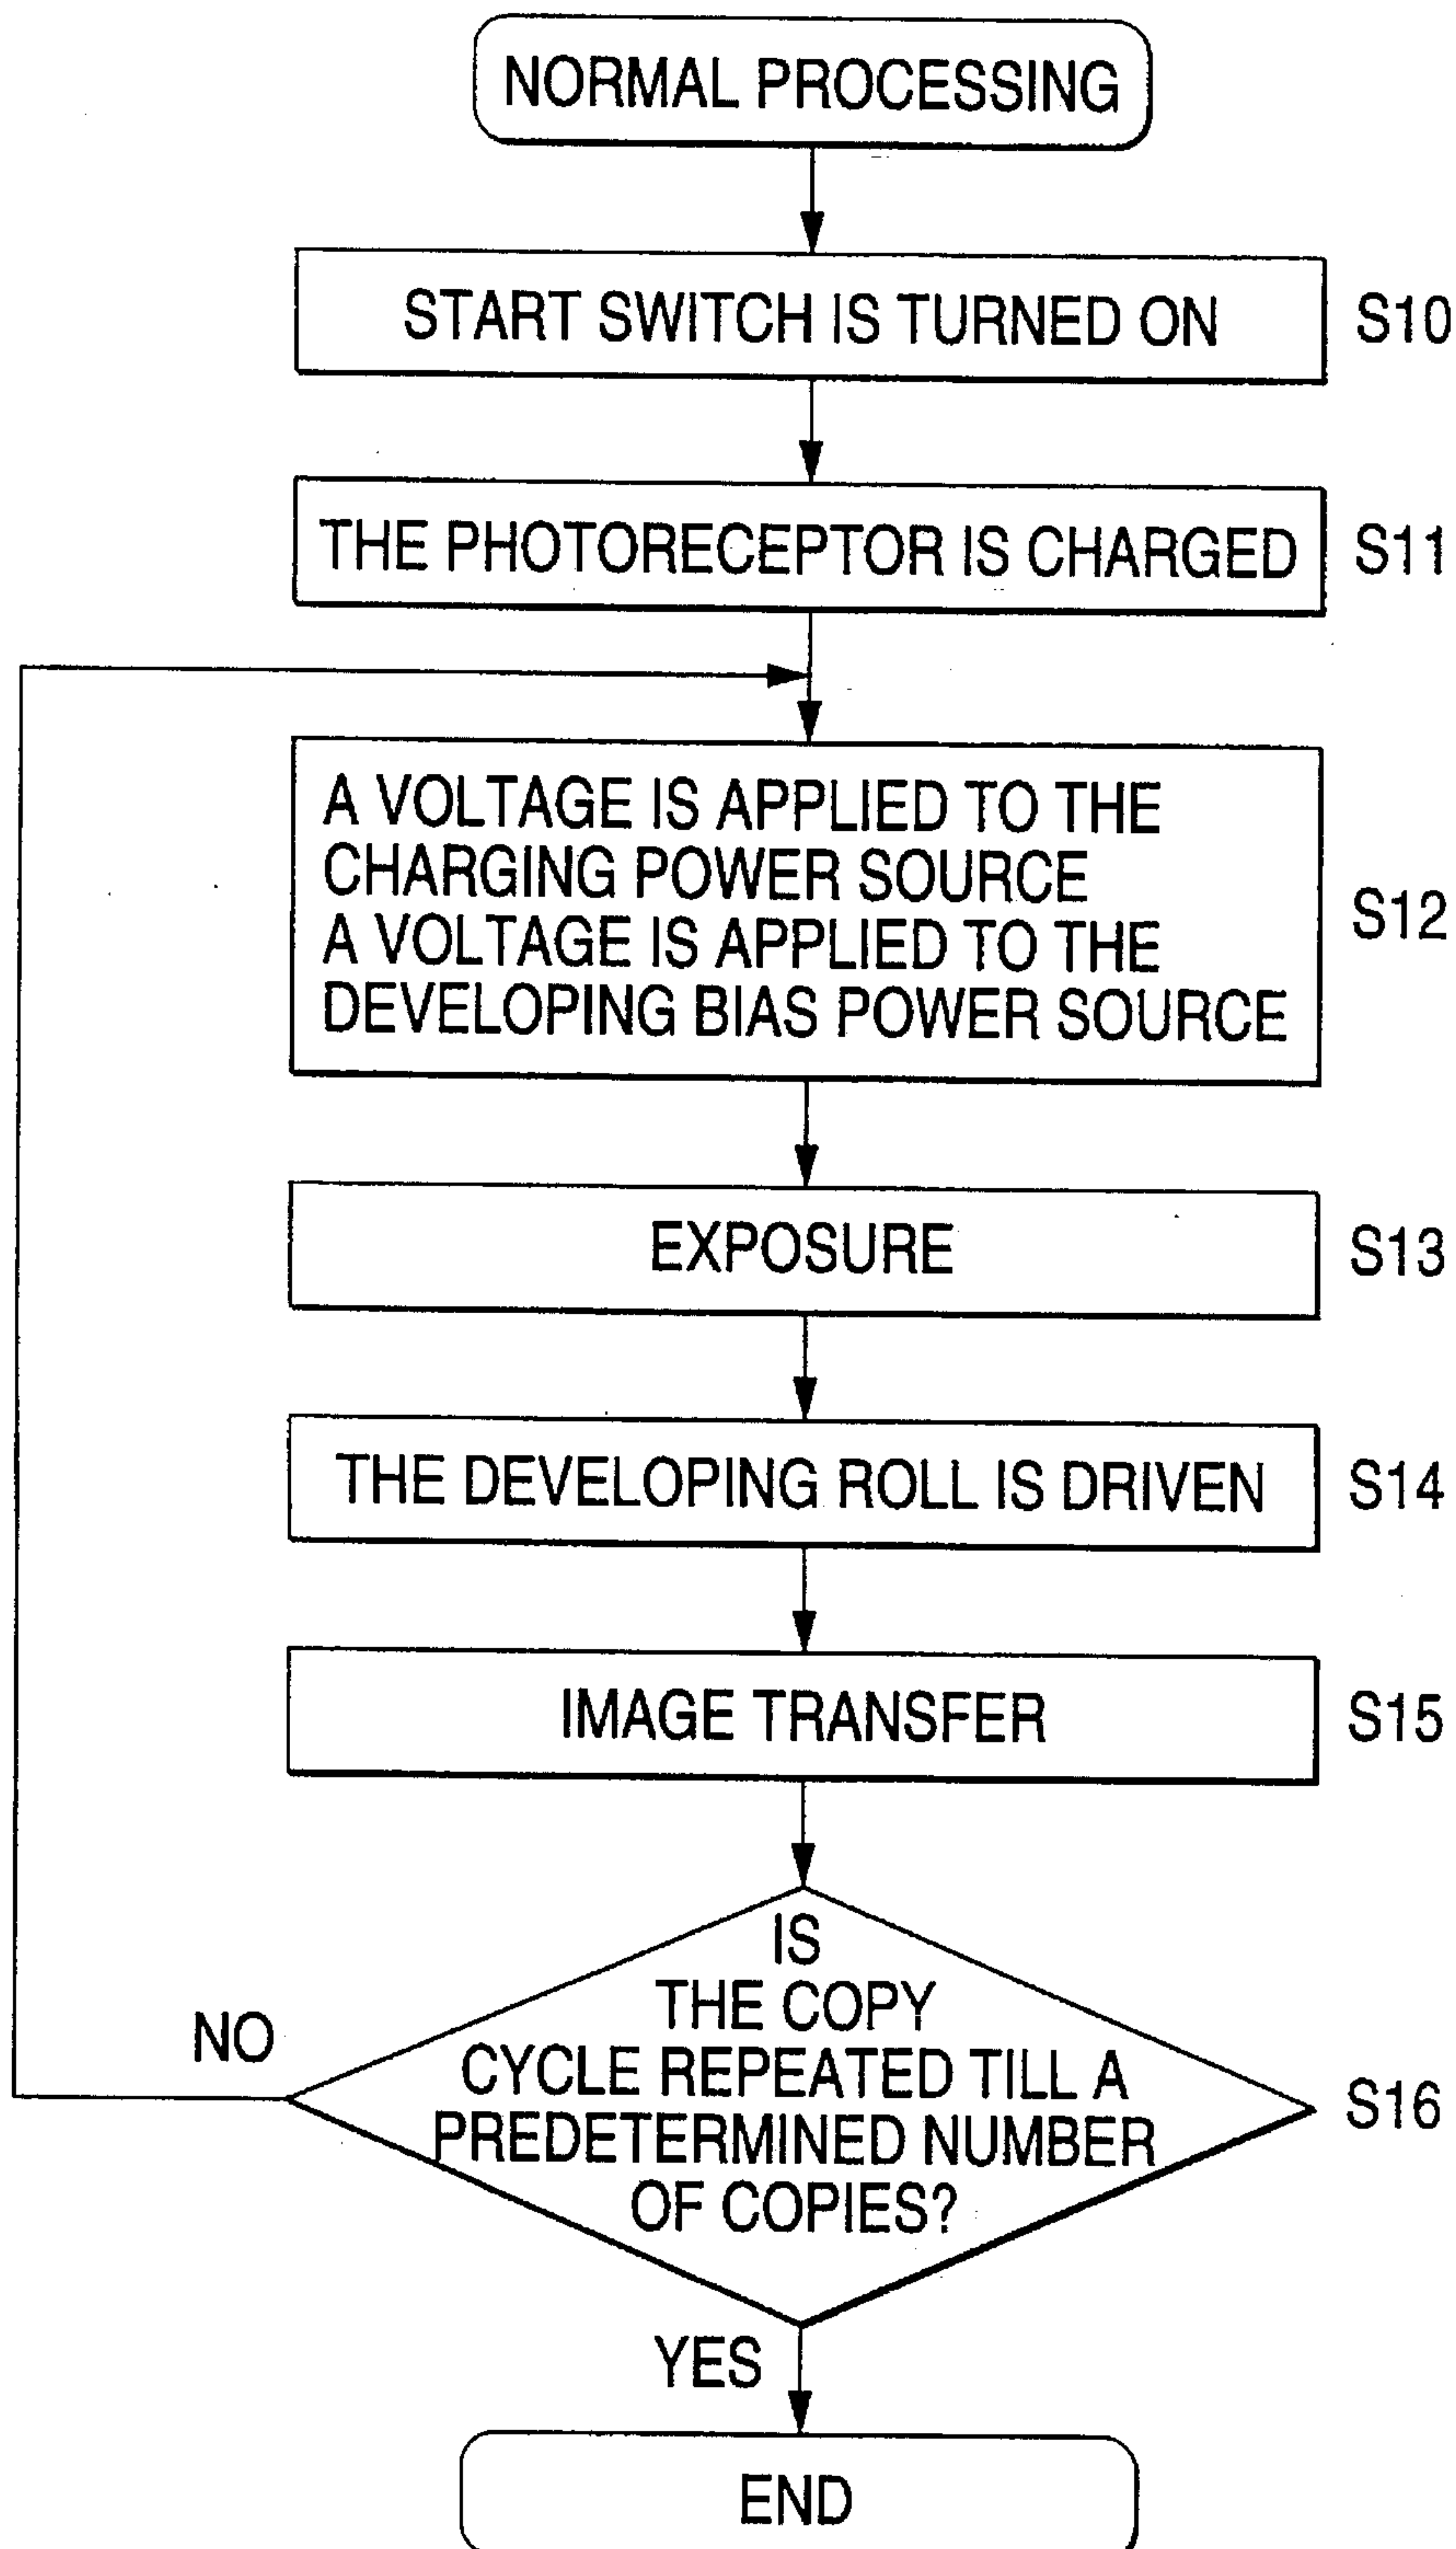 NORMAL PROCESSING
START SWITCH IS TURNED ON S10
THE PHOTORECEPTOR IS CHARGED S11
A VOLTAGE IS APPLIED TO THE
CHARGING POWER SOURCE
A VOLTAGE IS APPLIED TO THE
DEVELOPING BIAS POWER SOURCE
S12
EXPOSURE S13
THE DEVELOPING ROLL IS DRIVEN S14
IMAGE TRANSFER S15
IS
THE COPY
CYCLE REPEATED TILL A
PREDETERMINED NUMBER
OF COPIES?
S16
NO
YES
END